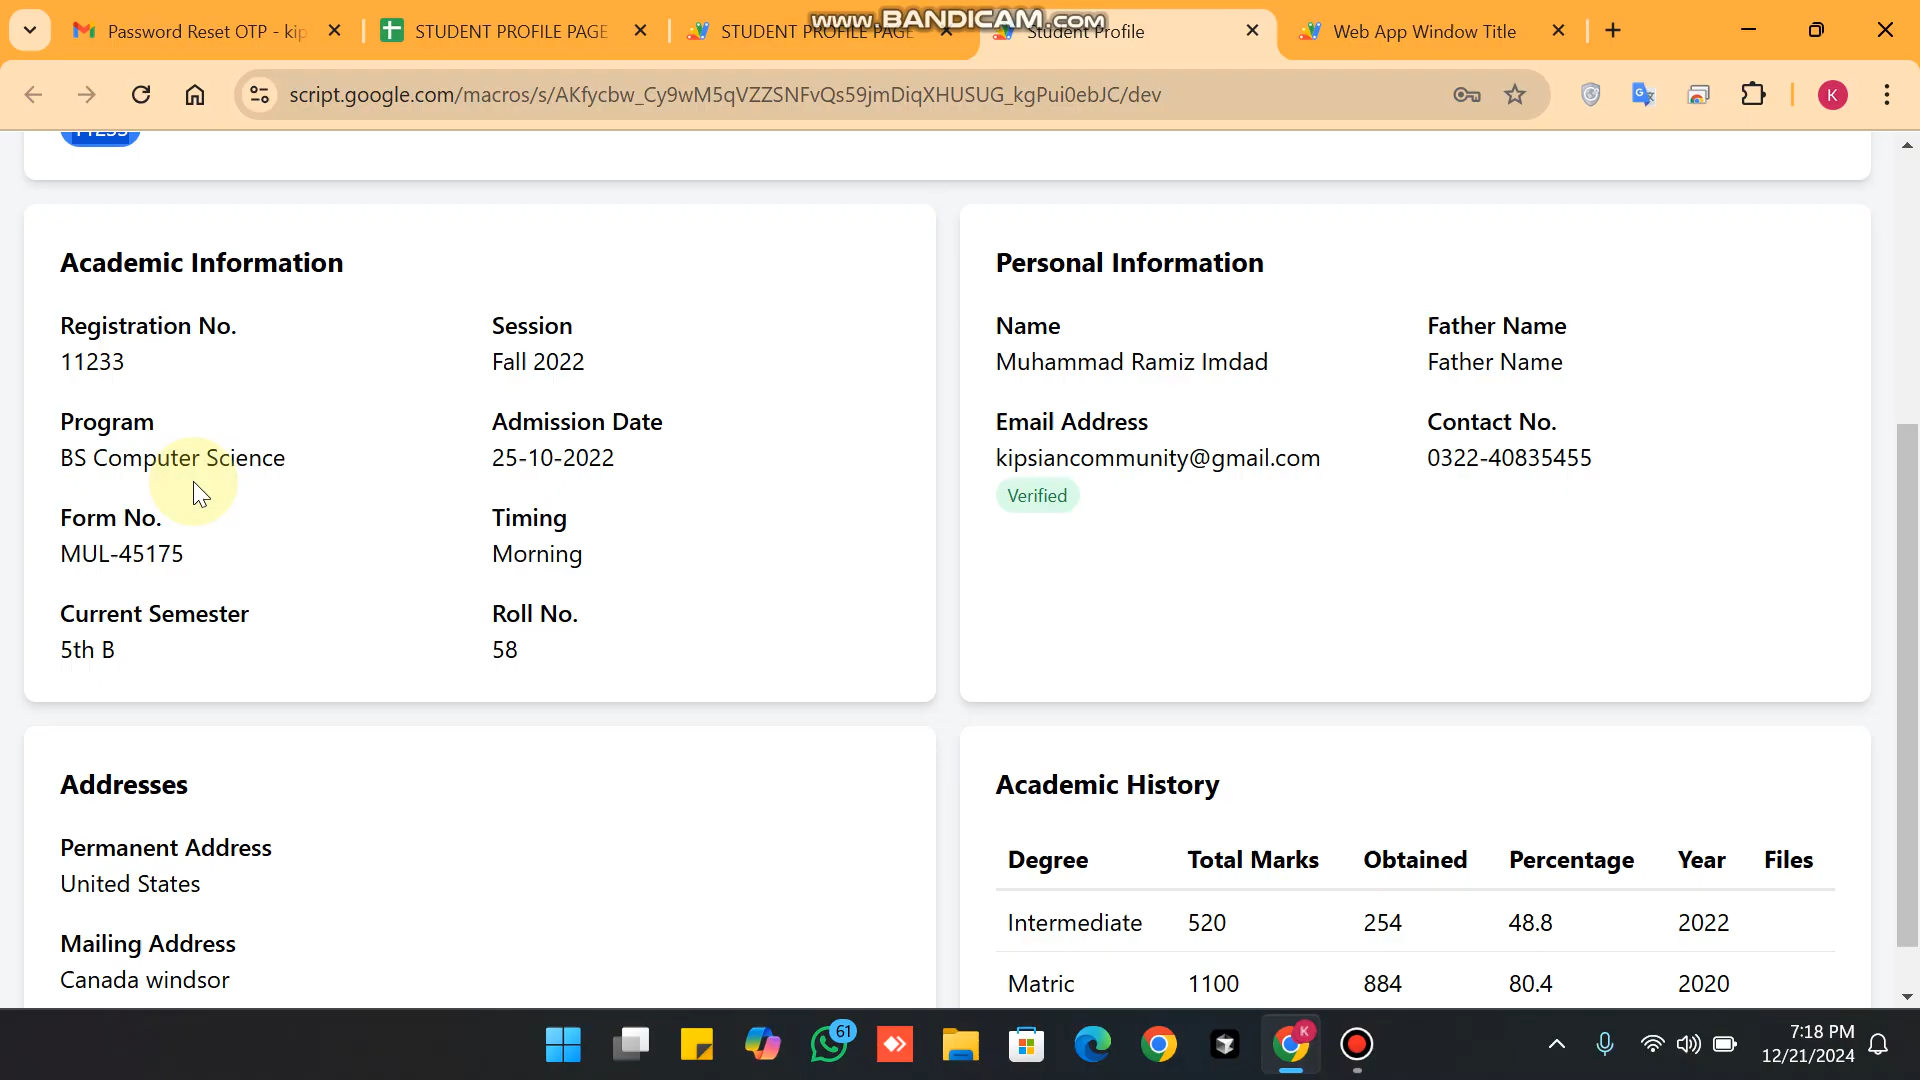 www.BANDICAM.com
Password Reset OTP - kip
STUDENT PROFILE PAGE
STUDENT PROFILE PAGE
Student Profile
Web App Window Title
script.google.com/macros/s/AKfycbw_Cy9wM5qVZZSNFvQs59jmDiqXHUSUG_kgPui0ebJC/dev
K
11233
Academic Information
Registration No.
11233
Session
Fall 2022
Program
BS Computer Science
Admission Date
25-10-2022
Form No.
MUL-45175
Timing
Morning
Current Semester
5th B
Roll No.
58
Personal Information
Name
Muhammad Ramiz Imdad
Father Name
Father Name
Email Address
kipsiancommunity@gmail.com
Verified
Contact No.
0322-40835455
Addresses
Permanent Address
United States
Mailing Address
Canada windsor
Academic History
Degree Total Marks Obtained Percentage Year Files
Intermediate 520 254 48.8 2022
Matric 1100 884 80.4 2020
61
K
7:18 PM
12/21/2024